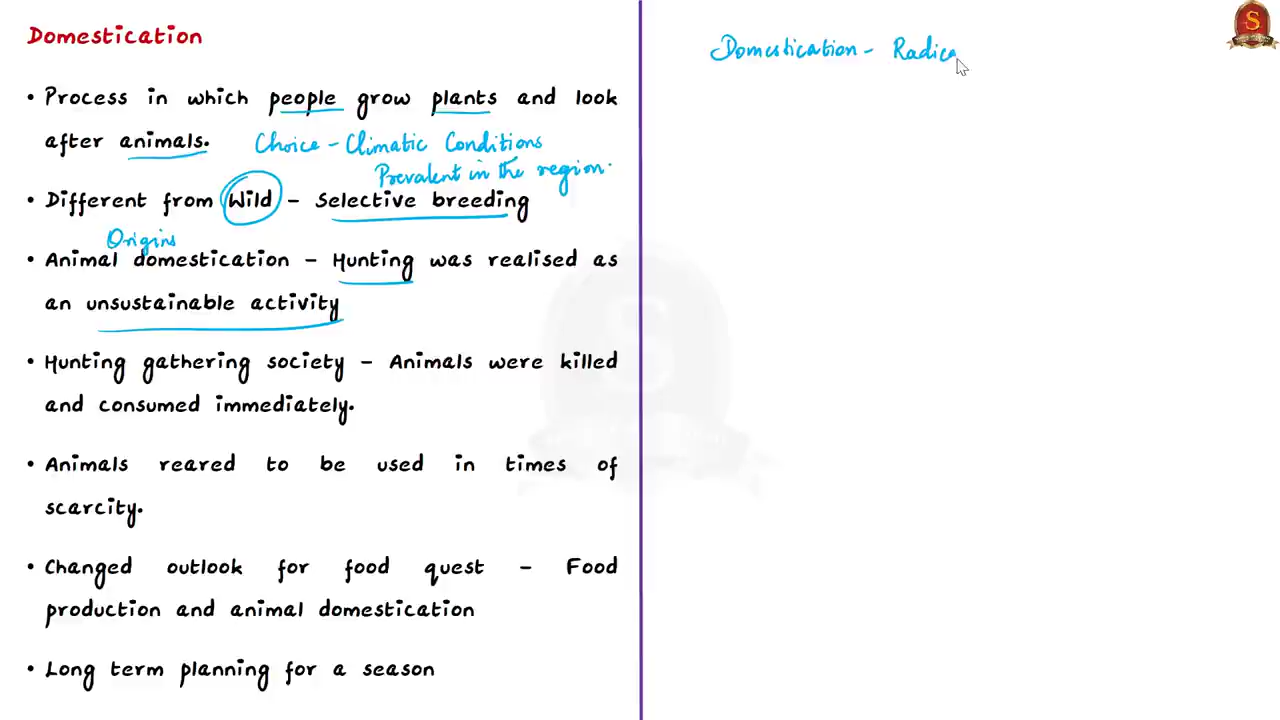 Domestication
• Process in which people grow plants and look
after animals. Choice - Climatic Conditions
Prevalent in the region.
• Different from Wild - Selective breeding
Origins
• Animal domestication - Hunting was realised as
an unsustainable activity
• Hunting gathering society - Animals were killed
and consumed immediately.
• Animals reared to be used in times of
scarcity.
• Changed outlook for food quest - Food
production and animal domestication
• Long term planning for a season
Domestication - Radica
S